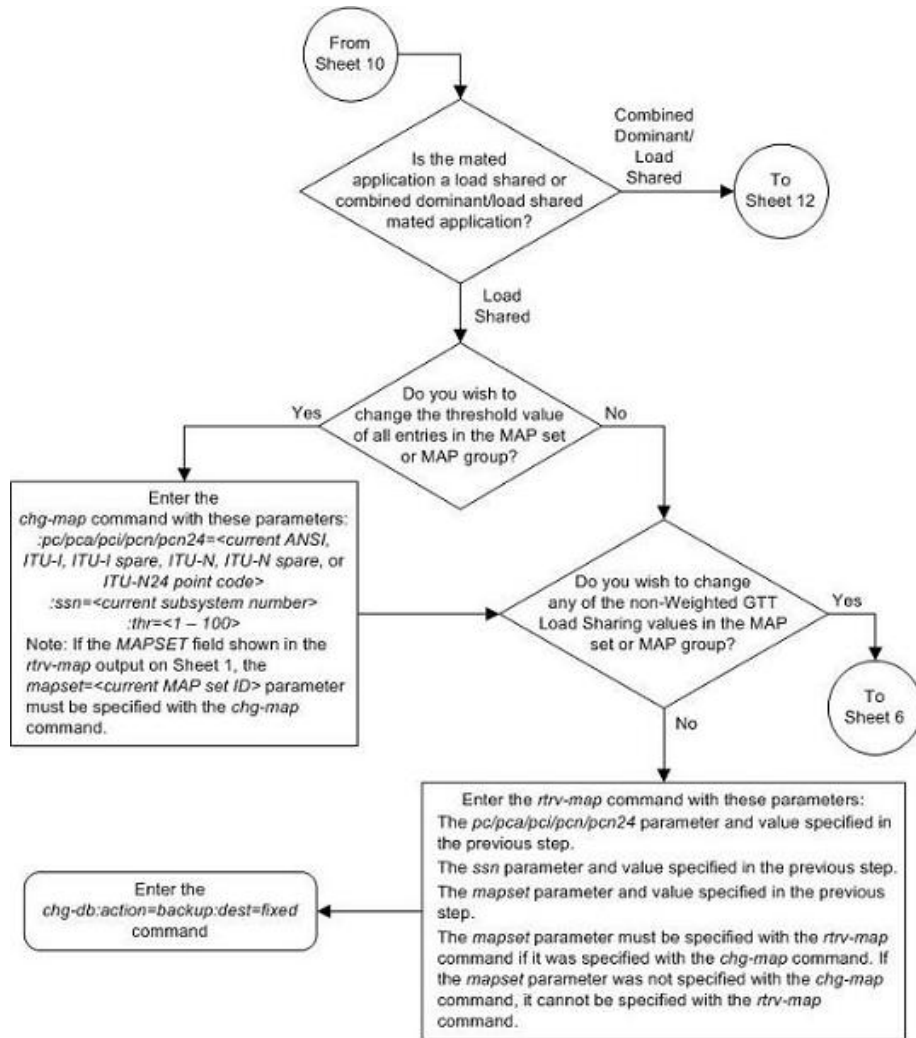 From
Sheet 10
Is the mated
application a load shared or
combined dominant/load shared
mated application?
Combined
Dominant/
Load
Shared
To
Sheet 12
Load
Shared
Do you wish to
change the threshold value
of all entries in the MAP set
or MAP group?
Yes
No
Enter the
chg-map command with these parameters:
:pc/pca/pci/pcn/pcn24=<current ANSI,
ITU-I, ITU-I spare, ITU-N, ITU-N spare, or
ITU-N24 point code>
:ssn=<current subsystem number>
:thr=<1 – 100>
Note: If the MAPSET field shown in the
rtrv-map output on Sheet 1, the
mapset=<current MAP set ID> parameter
must be specified with the chg-map
command.
Do you wish to change
any of the non-Weighted GTT
Load Sharing values in the MAP
set or MAP group?
Yes
To
Sheet 6
No
Enter the rtrv-map command with these parameters:
The pc/pca/pci/pcn/pcn24 parameter and value specified in
the previous step.
The ssn parameter and value specified in the previous step.
The mapset parameter and value specified in the previous
step.
The mapset parameter must be specified with the rtrv-map
command if it was specified with the chg-map command. If
the mapset parameter was not specified with the chg-map
command, it cannot be specified with the rtrv-map
command.
Enter the
chg-db:action=backup:dest=fixed
command